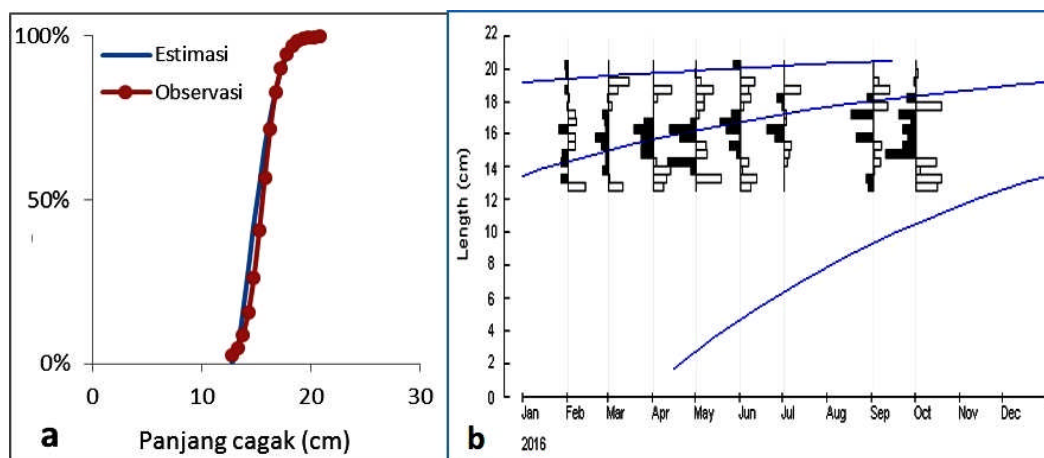 100%
Estimasi
Observasi
50%
0%
0 10 20 30
a
Panjang cagak (cm)
22
20
18
16
14
12
10
8
6
4
2
0
Length (cm)
Jan Feb Mar Apr May Jun Jul Aug Sep Oct Nov Dec
2016
b